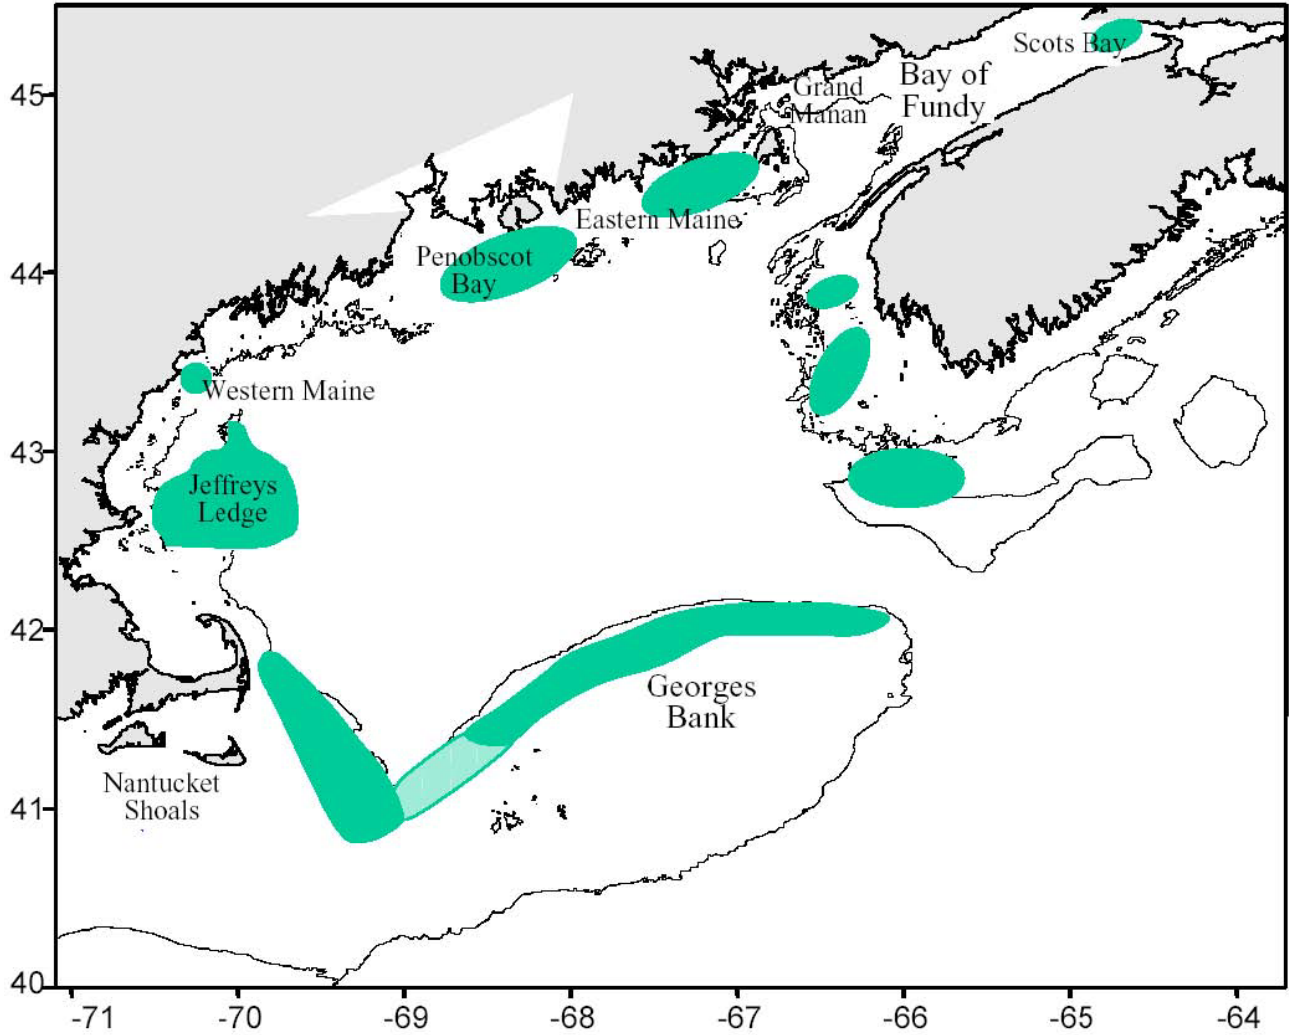 Scots Bay
Bay of
Fundy
Grand
Manan
45
Eastern Maine
Penobscot
Bay
44
Western Maine
43
Jeffreys
Ledge
42
Georges
Bank
Nantucket
Shoals
41
40
-71 -70 -69 -68 -67 -66 -65 -64